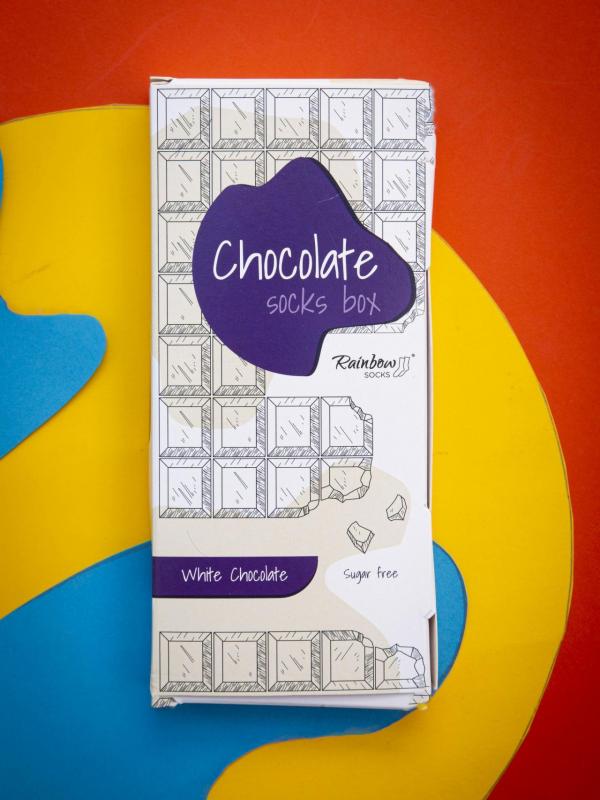 Chocolate
socks box
Rainbow®
SOCKS
White Chocolate
Sugar free